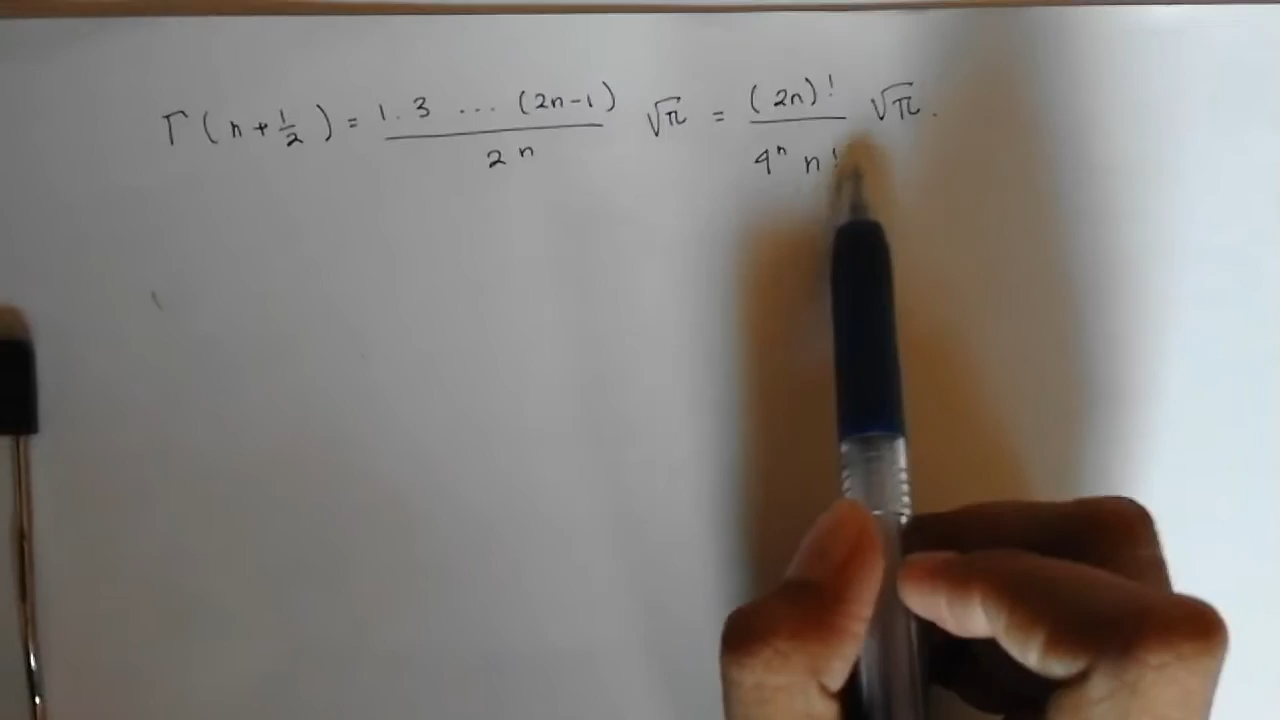 Γ(n+1/2) = 1.3 ... (2n-1) / 2^n √π = (2n)! / 4^n n! √π.